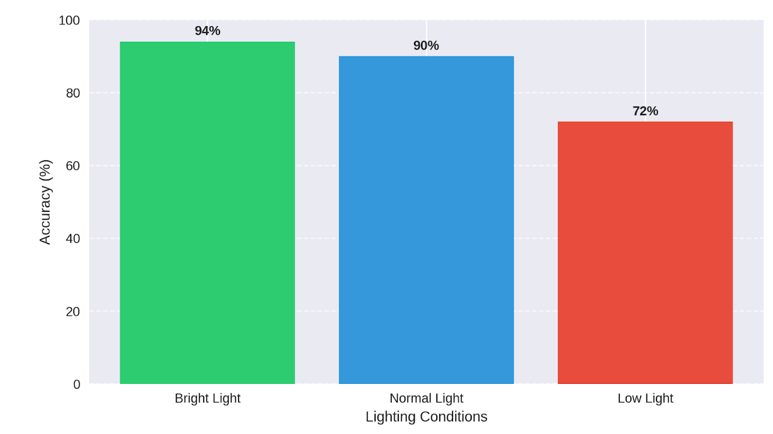 100
80
60
40
20
0
Accuracy (%)
94%
90%
72%
Bright Light
Normal Light
Low Light
Lighting Conditions